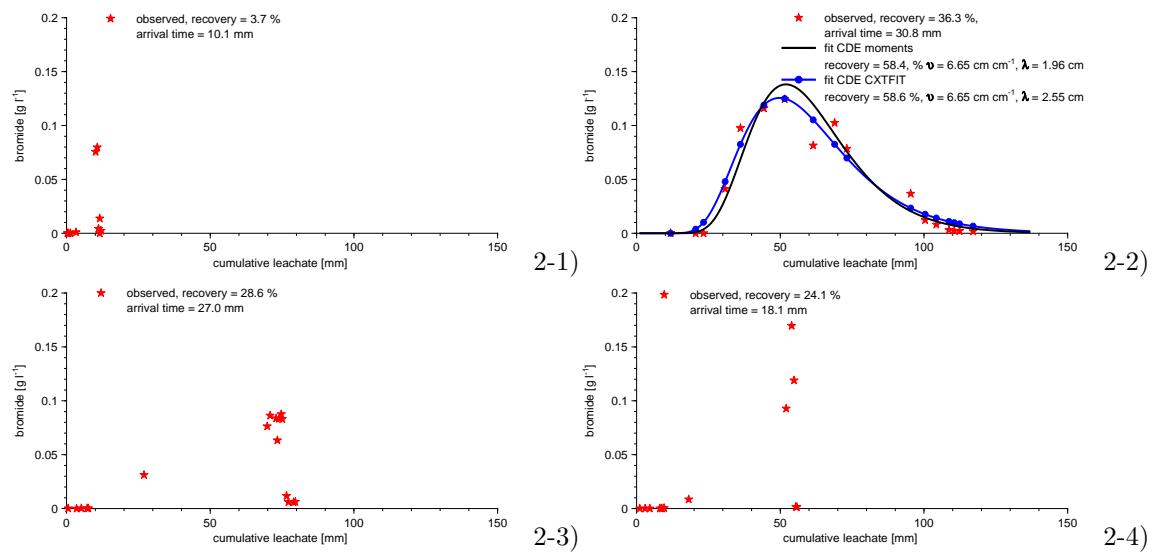 0.2
0.15
0.1
0.05
0
bromide [g l⁻¹]
observed, recovery = 3.7 %
arrival time = 10.1 mm
0
50
100
150
cumulative leachate [mm]
2-1)
0.2
0.15
0.1
0.05
0
bromide [g l⁻¹]
observed, recovery = 36.3 %,
arrival time = 30.8 mm
fit CDE moments
recovery = 58.4, % υ = 6.65 cm cm⁻¹, λ = 1.96 cm
fit CDE CXTFIT
recovery = 58.6 %, υ = 6.65 cm cm⁻¹, λ = 2.55 cm
0
50
100
150
cumulative leachate [mm]
2-2)
0.2
0.15
0.1
0.05
0
bromide [g l⁻¹]
observed, recovery = 28.6 %
arrival time = 27.0 mm
0
50
100
150
cumulative leachate [mm]
2-3)
0.2
0.15
0.1
0.05
0
bromide [g l⁻¹]
observed, recovery = 24.1 %
arrival time = 18.1 mm
0
50
100
150
cumulative leachate [mm]
2-4)